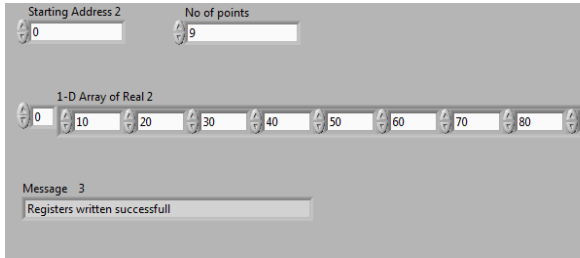 Starting Address 2
No of points
0
9
1-D Array of Real 2
0 10 20 30 40 50 60 70 80
Message 3
Registers written successfull